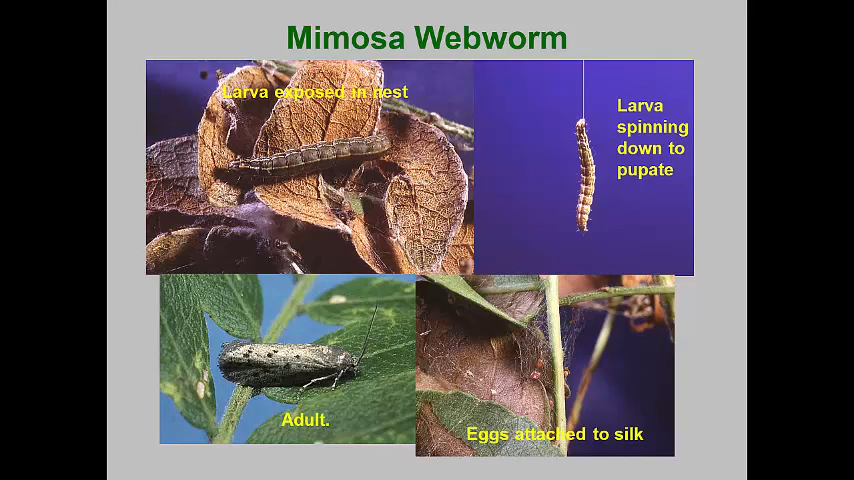 Mimosa Webworm
Larva exposed in nest
Larva
spinning
down to
pupate
Adult.
Eggs attached to silk